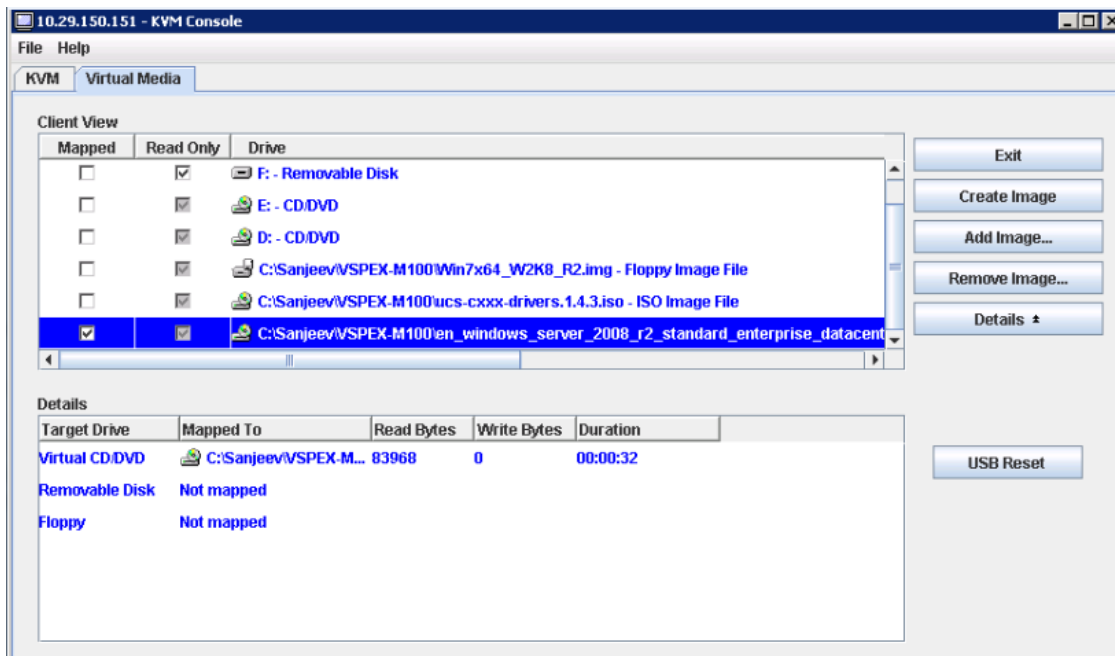 10.29.150.151 - KVM Console
File Help
KVM Virtual Media
Client View
Mapped Read Only Drive
F: - Removable Disk
E: - CD/DVD
D: - CD/DVD
C:\Sanjeev\VSPEX-M100\Win7x64_W2K8_R2.img - Floppy Image File
C:\Sanjeev\VSPEX-M100\ucs-cxxx-drivers.1.4.3.iso - ISO Image File
C:\Sanjeev\VSPEX-M100\en_windows_server_2008_r2_standard_enterprise_datacent
Exit
Create Image
Add Image...
Remove Image...
Details
Details
Target Drive Mapped To Read Bytes Write Bytes Duration
Virtual CD/DVD C:\Sanjeev\VSPEX-M... 83968 0 00:00:32
Removable Disk Not mapped
Floppy Not mapped
USB Reset